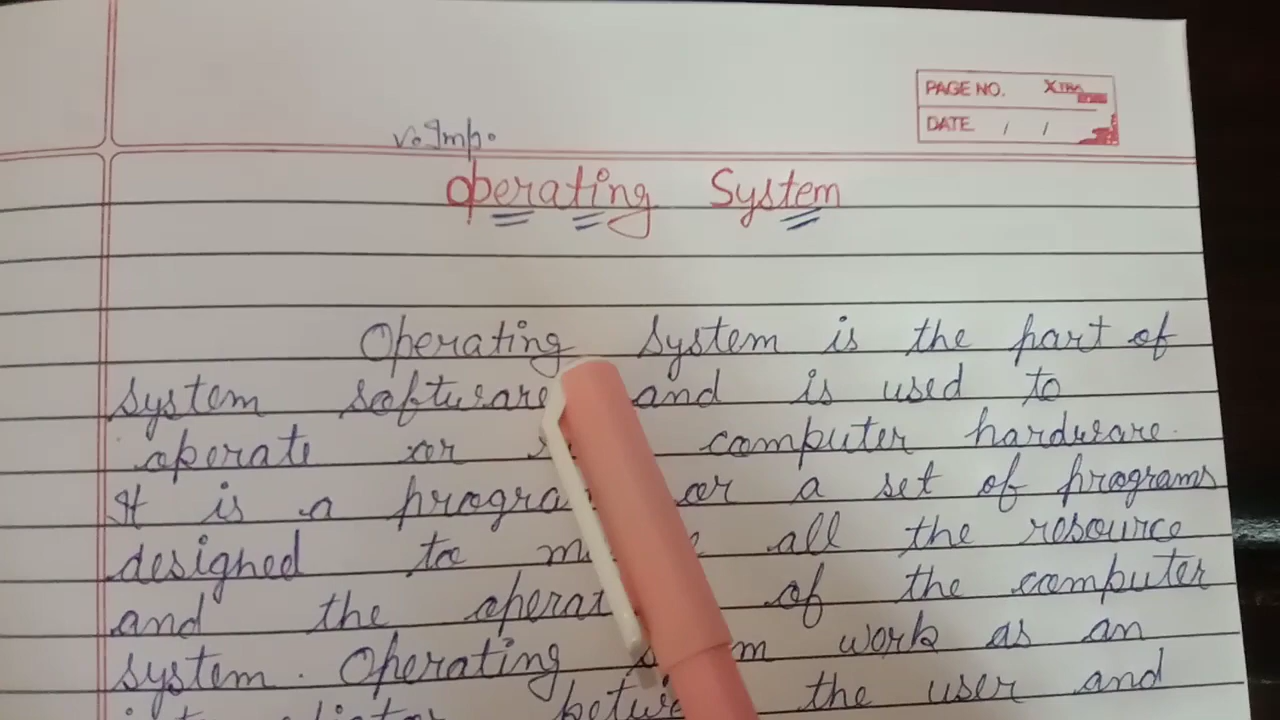 PAGE NO. XTRA
DATE / /
V. Imp.
Operating System
Operating System is the part of
System Software and is used to
operate or computer hardware.
It is a or a set of programs
designed to all the resource
and the of the computer
System. Operating work as an
the user and